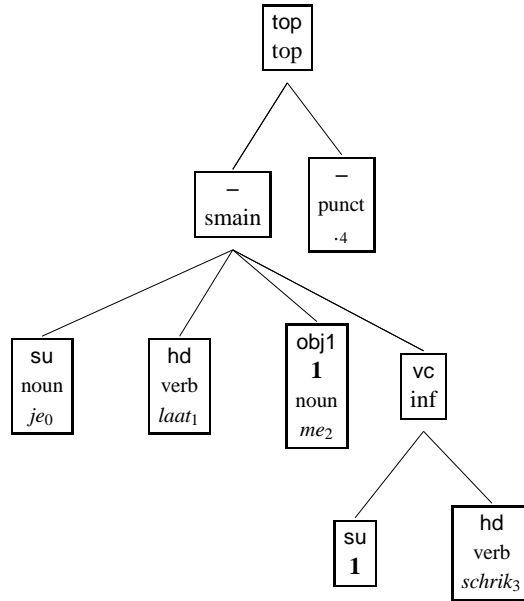 top
top
–
smain
–
punct
.4
su
noun
je0
hd
verb
laat1
obj1
1
noun
me2
vc
inf
su
1
hd
verb
schrik3